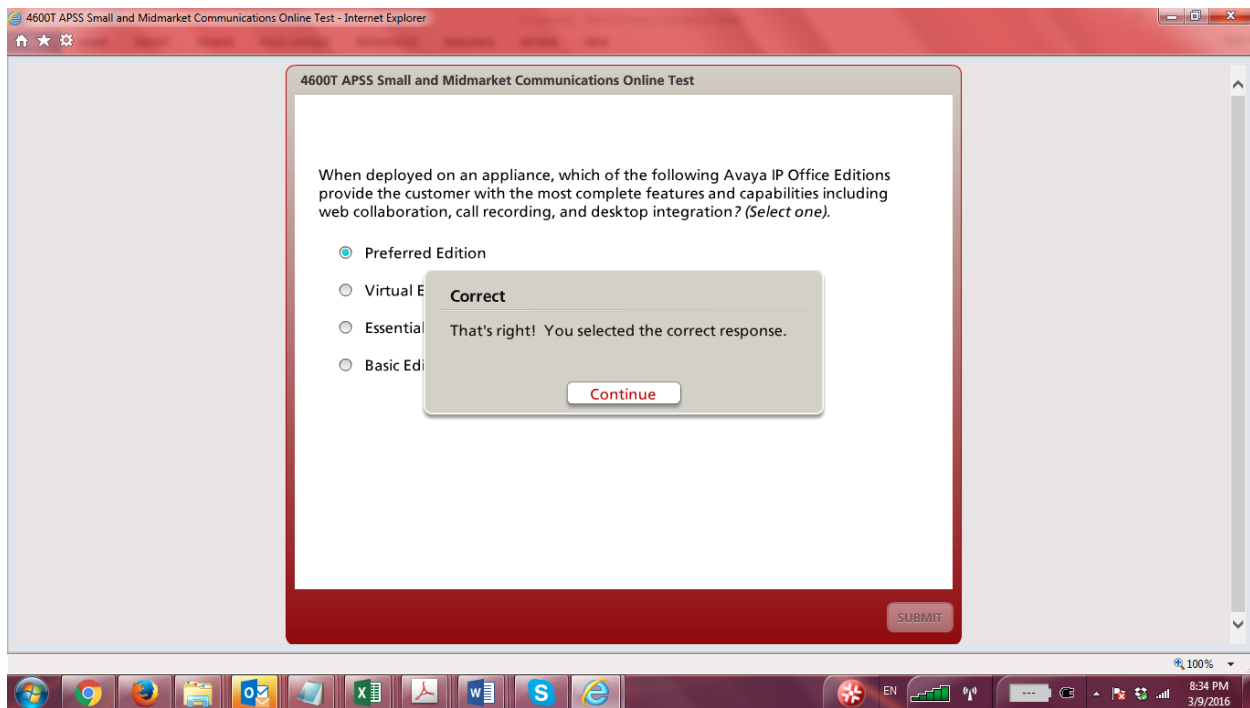 4600T APSS Small and Midmarket Communications Online Test - Internet Explorer
4600T APSS Small and Midmarket Communications Online Test
When deployed on an appliance, which of the following Avaya IP Office Editions
provide the customer with the most complete features and capabilities including
web collaboration, call recording, and desktop integration? (Select one).
Preferred Edition
Virtual E
Essential
Basic Edi
Correct
That's right! You selected the correct response.
Continue
SUBMIT
100%
EN
8:34 PM
3/9/2016